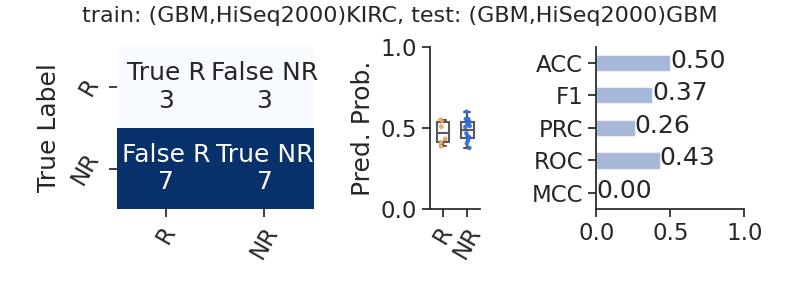 train: (GBM,HiSeq2000)KIRC, test: (GBM,HiSeq2000)GBM
True Label
R
NR
True R
3
False NR
3
False R
7
True NR
7
R
NR
Pred. Prob.
1.0
0.5
0.0
R
NR
ACC 0.50
F1 0.37
PRC 0.26
ROC 0.43
MCC 0.00
0.0 0.5 1.0